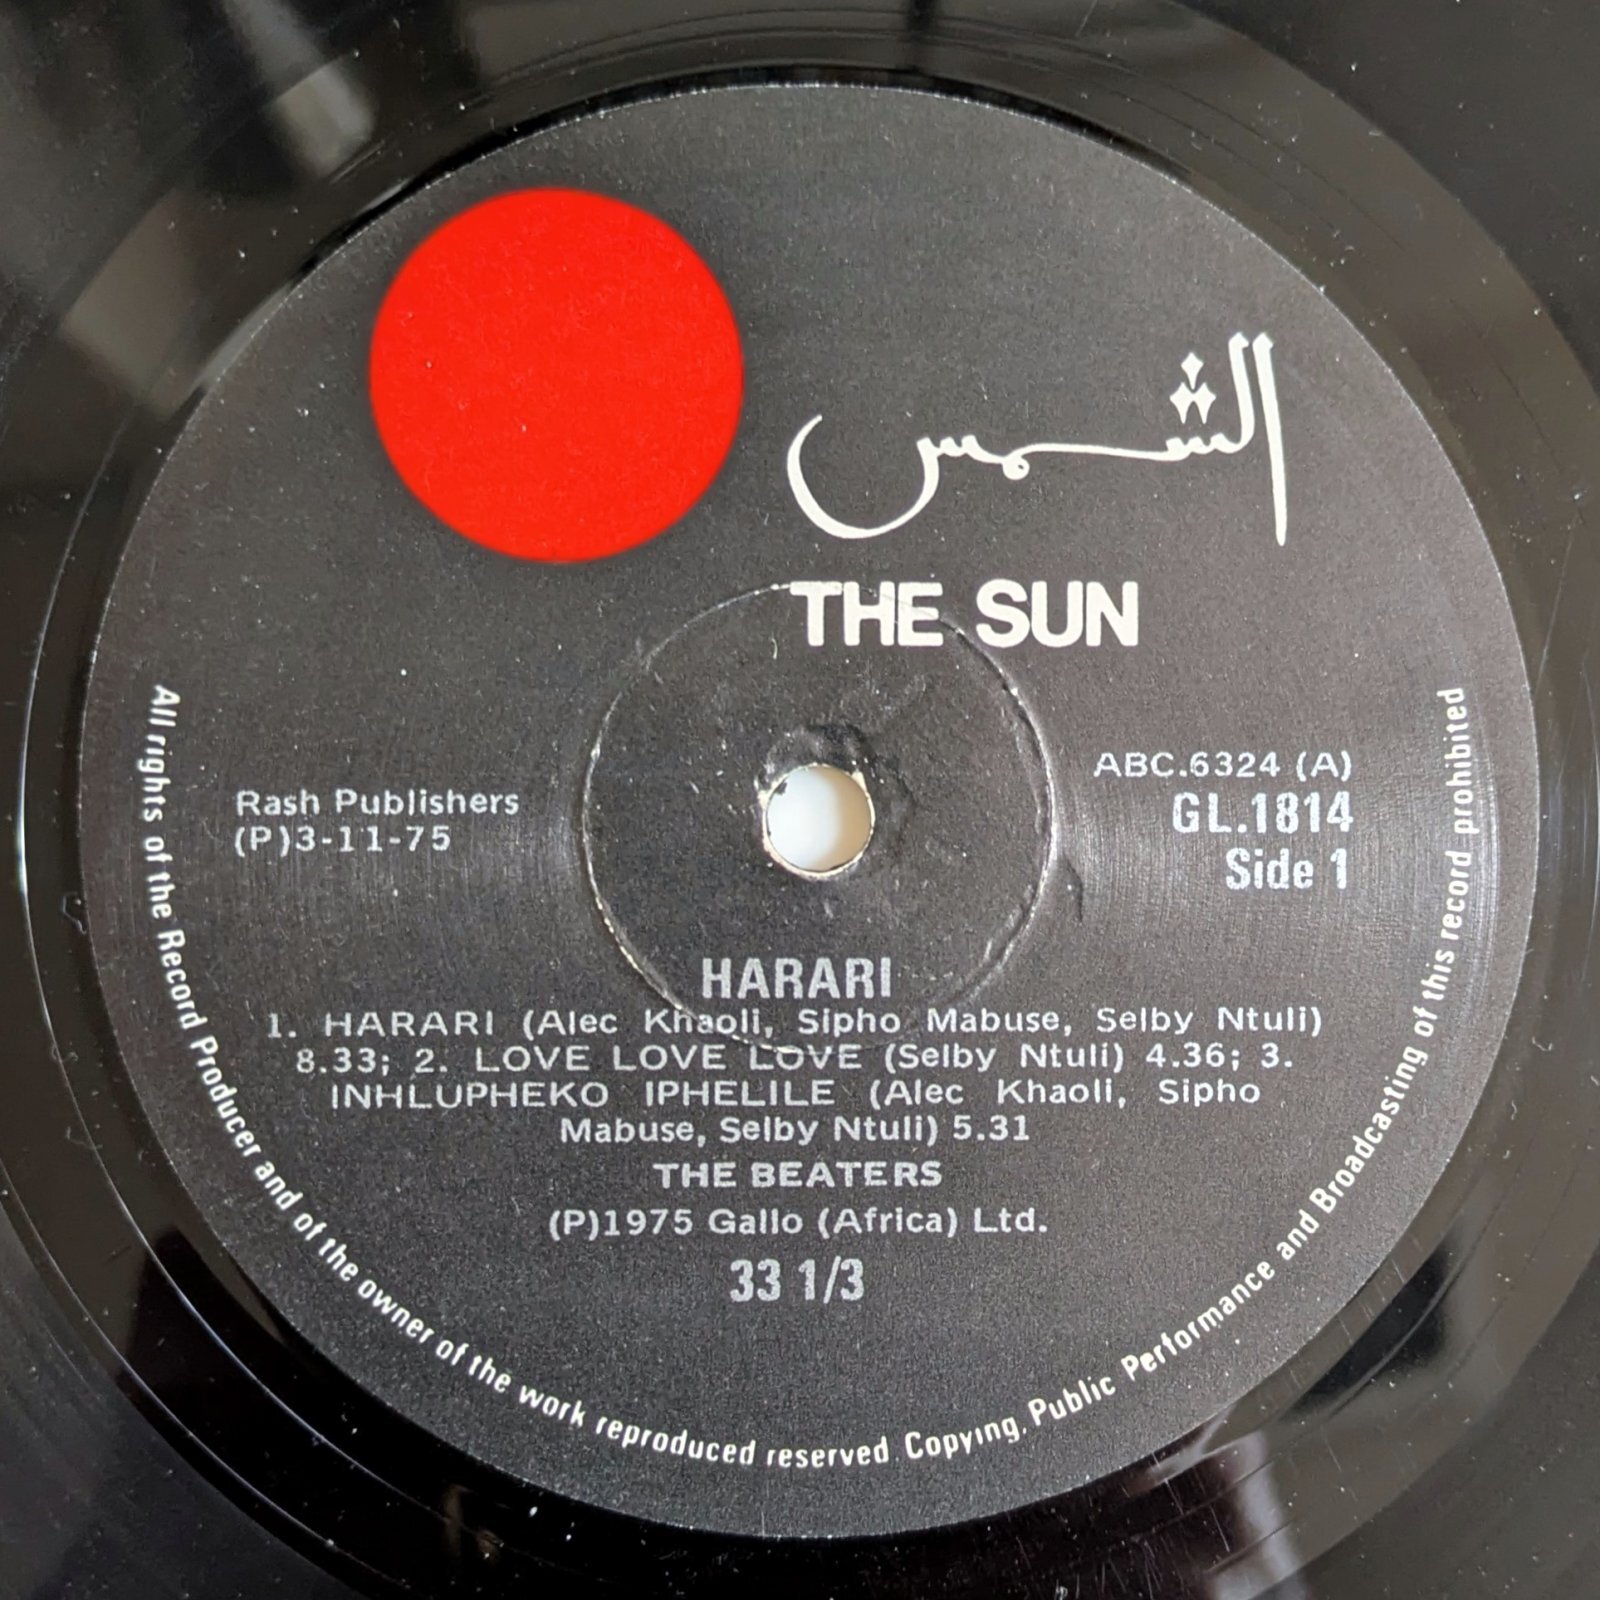 الشمس
THE SUN
Rash Publishers
(P)3-11-75
ABC.6324 (A)
GL.1814
Side 1
HARARI
1. HARARI (Alec Khaoli, Sipho Mabuse, Selby Ntuli)
8.33; 2. LOVE LOVE LOVE (Selby Ntuli) 4.36; 3.
INHLUPHEKO IPHELILE (Alec Khaoli, Sipho
Mabuse, Selby Ntuli) 5.31
THE BEATERS
(P)1975 Gallo (Africa) Ltd.
33 1/3
All rights of the Record Producer and of the owner of the work reproduced reserved. Copying, Public Performance and Broadcasting of this record prohibited